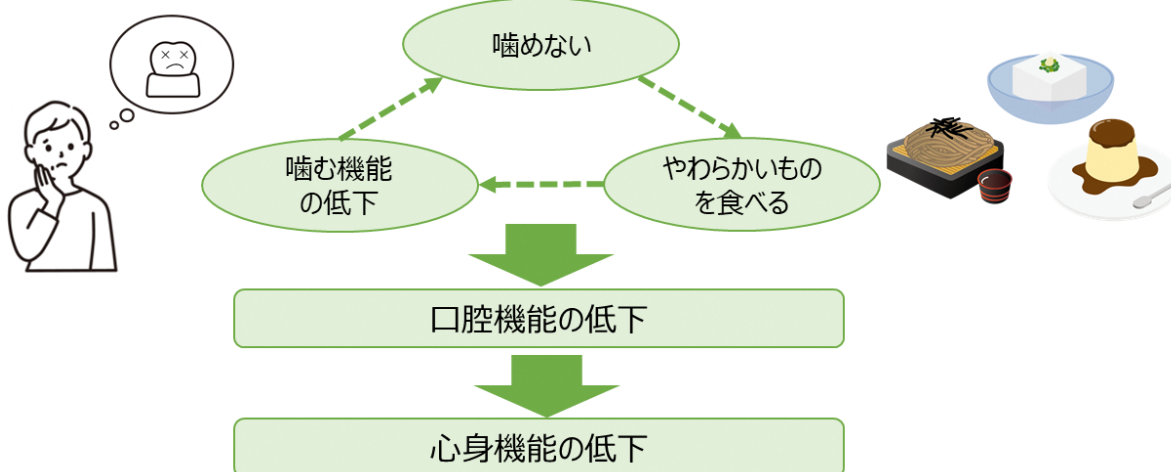 噛めない
噛む機能
の低下
やわらかいもの
を食べる
口腔機能の低下
心身機能の低下